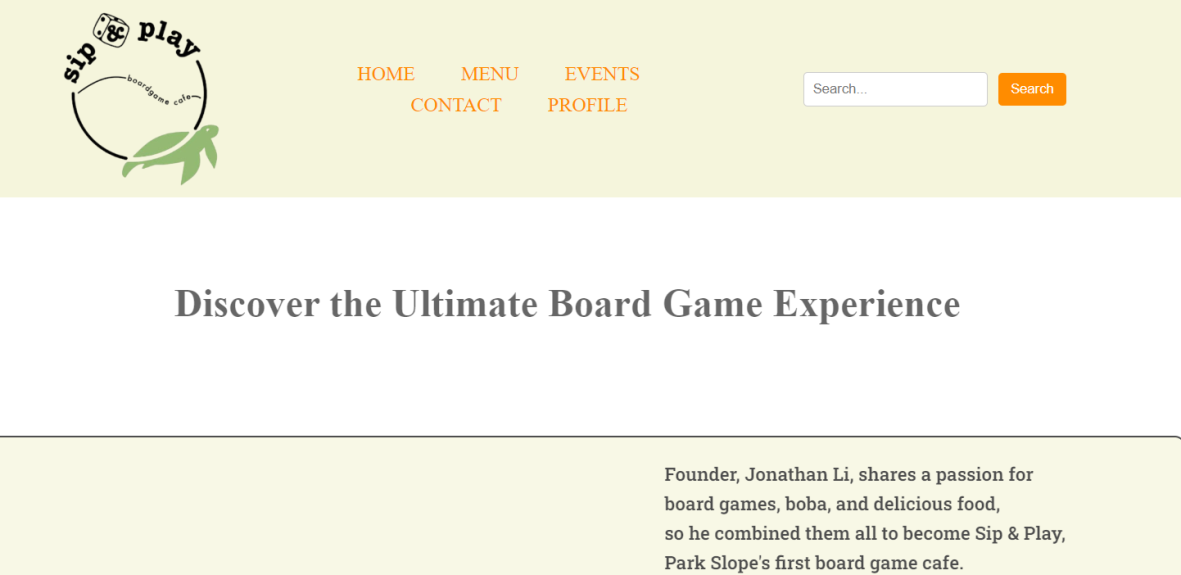 sip & play
boardgame cafe
HOME MENU EVENTS
CONTACT PROFILE
Search...
Search
Discover the Ultimate Board Game Experience
Founder, Jonathan Li, shares a passion for
board games, boba, and delicious food,
so he combined them all to become Sip & Play,
Park Slope's first board game cafe.